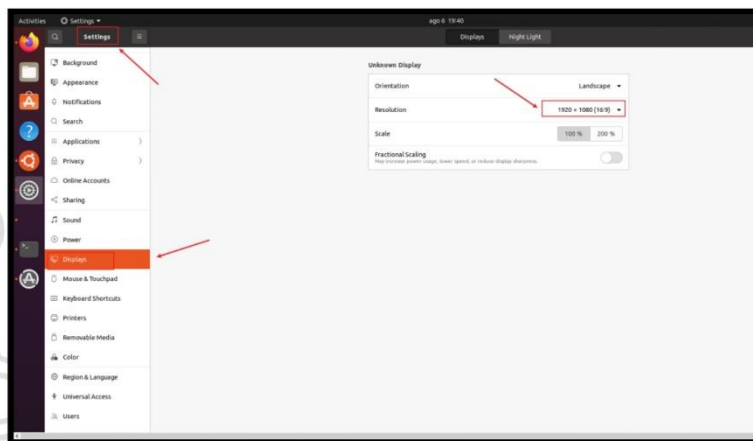 Activities Settings ago 6 19:40
Settings Displays Night Light
Background
Appearance
Notifications
Search
Applications
Privacy
Online Accounts
Sharing
Sound
Power
Displays
Mouse & Touchpad
Keyboard Shortcuts
Printers
Removable Media
Color
Region & Language
Universal Access
Users
Unknown Display
Orientation Landscape
Resolution 1920 × 1080 (16:9)
Scale 100 % 200 %
Fractional Scaling
May increase power usage, lower speed, or reduce display sharpness.